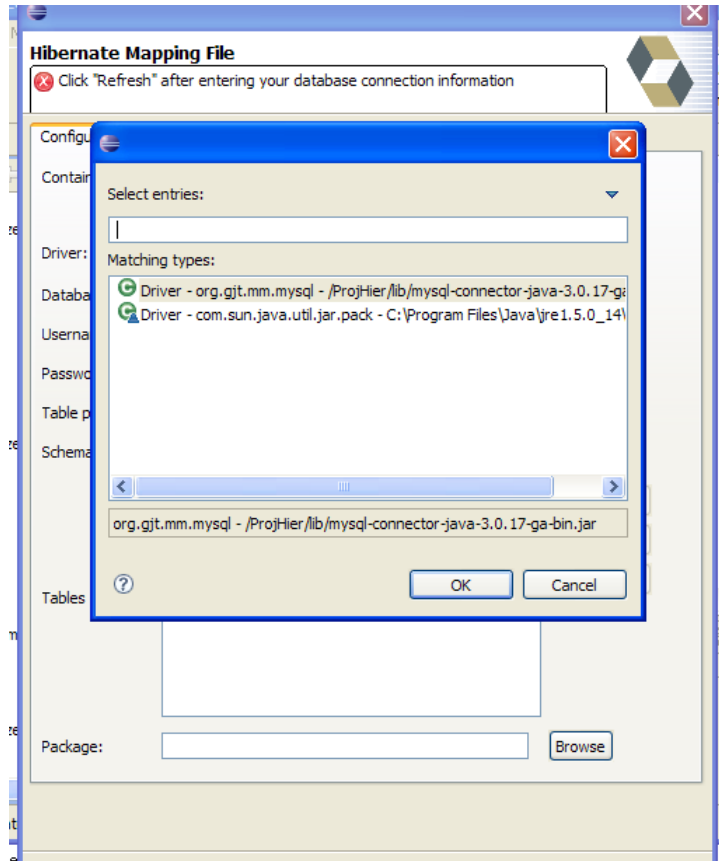 Hibernate Mapping File
Click "Refresh" after entering your database connection information
Configu
Contain
Select entries:
Driver:
Matching types:
Driver - org.gjt.mm.mysql - /ProjHier/lib/mysql-connector-java-3.0.17-ga
Databa
Driver - com.sun.java.util.jar.pack - C:\Program Files\Java\jre1.5.0_14\
Userna
Passwo
Table p
Schema
org.gjt.mm.mysql - /ProjHier/lib/mysql-connector-java-3.0.17-ga-bin.jar
OK Cancel
Tables
Package: Browse